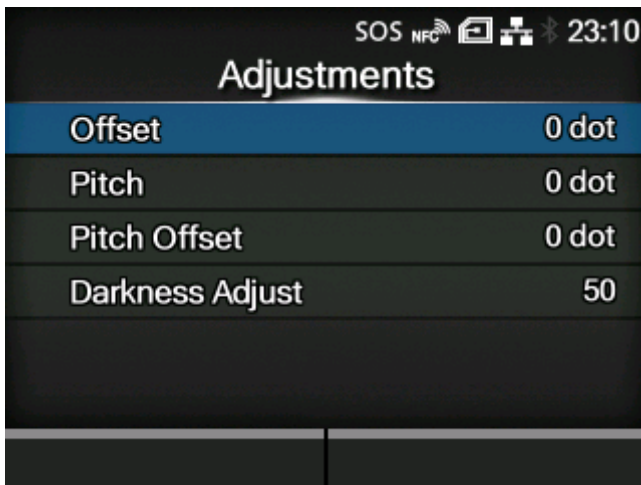 SOS NFC 23:10
Adjustments
Offset 0 dot
Pitch 0 dot
Pitch Offset 0 dot
Darkness Adjust 50